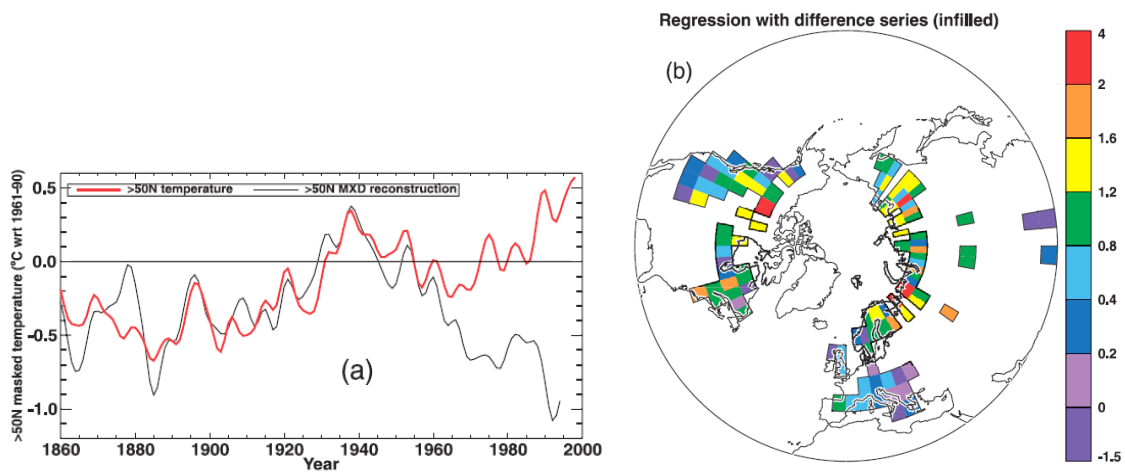 Regression with difference series (infilled)
(b)
4
2
1.6
1.2
0.8
0.4
0.2
0
-1.5
>50N masked temperature (°C wrt 1961–90)
>50N temperature
>50N MXD reconstruction
0.5
0.0
-0.5
-1.0
(a)
1860 1880 1900 1920 1940 1960 1980 2000
Year